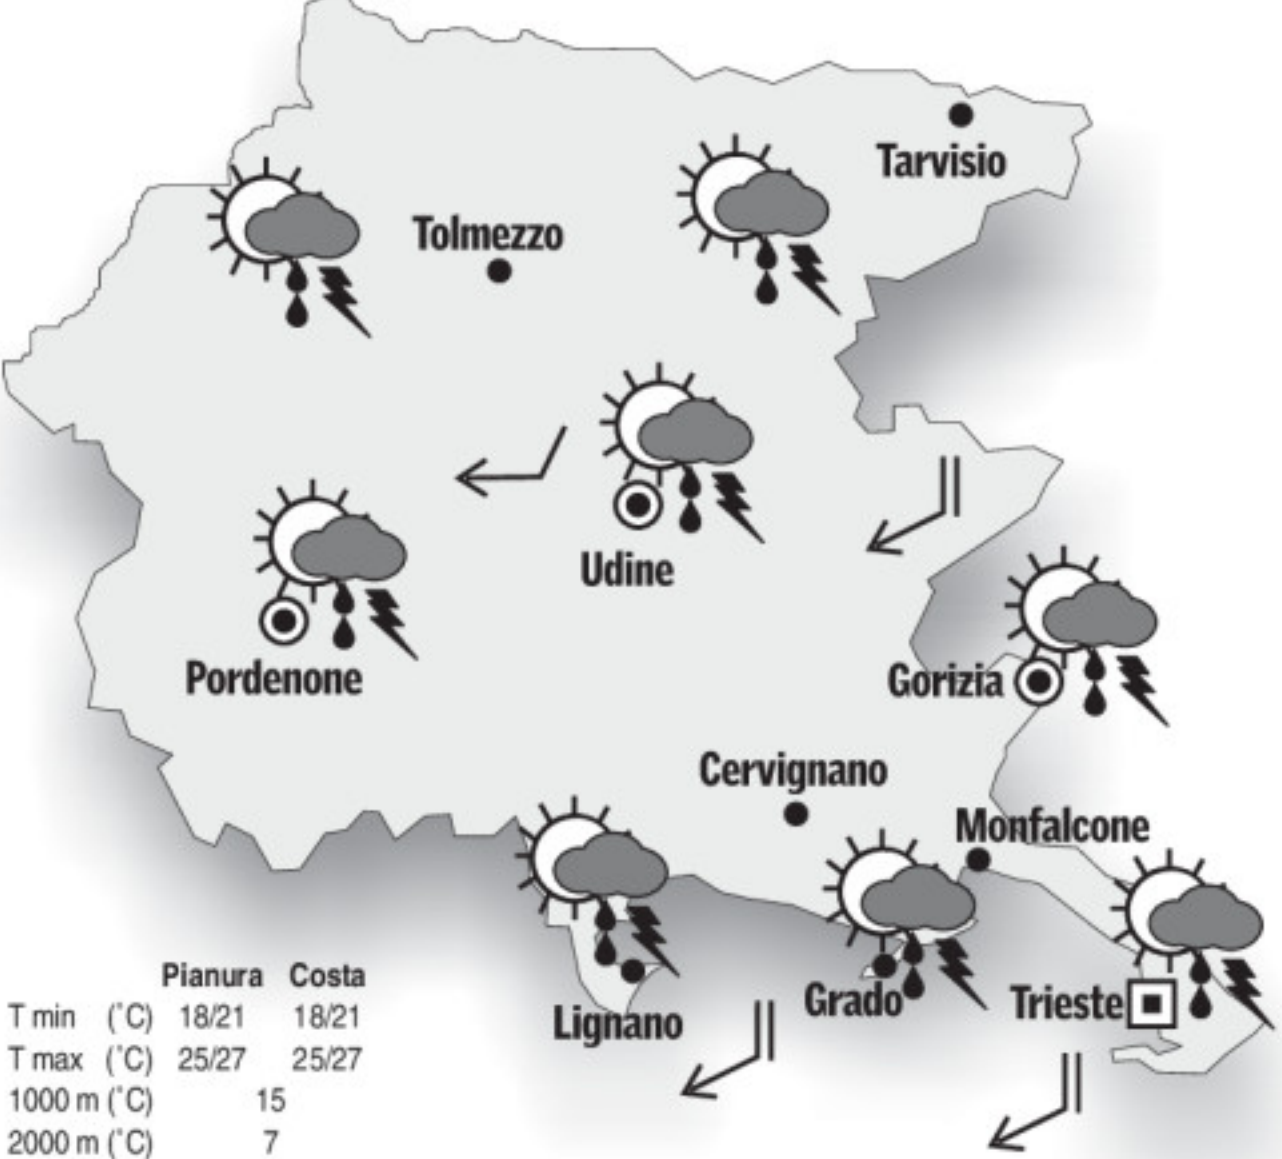 Tarvisio
Tolmezzo
Udine
Pordenone
Gorizia
Cervignano
Monfalcone
Grado
Trieste
Lignano
Pianura Costa
T min (°C) 18/21 18/21
T max (°C) 25/27 25/27
1000 m (°C) 15
2000 m (°C) 7